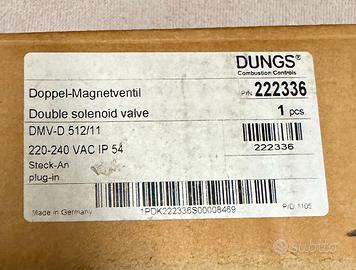 DUNGS®
Combustion Controls
Doppel-Magnetventil
P/N 222336
Double solenoid valve
1 pcs.
DMV-D 512/11
220-240 VAC IP 54
222336
Steck-An
plug-in
Made in Germany
1PDK222336S00008469
P/D 1105
subito